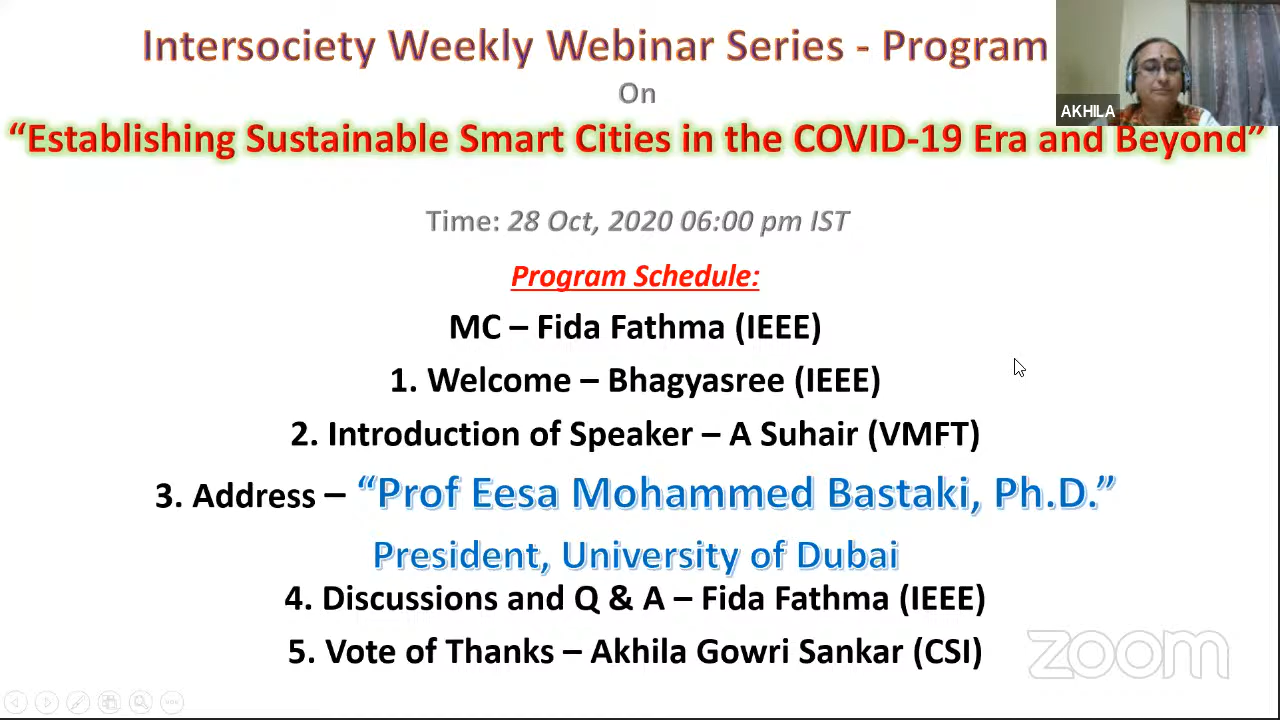 Intersociety Weekly Webinar Series - Program
AKHILA
On
“Establishing Sustainable Smart Cities in the COVID-19 Era and Beyond”
Time: 28 Oct, 2020 06:00 pm IST
Program Schedule:
MC – Fida Fathma (IEEE)
1. Welcome – Bhagyasree (IEEE)
2. Introduction of Speaker – A Suhair (VMFT)
3. Address – “Prof Eesa Mohammed Bastaki, Ph.D.”
President, University of Dubai
4. Discussions and Q & A – Fida Fathma (IEEE)
5. Vote of Thanks – Akhila Gowri Sankar (CSI)
zoom